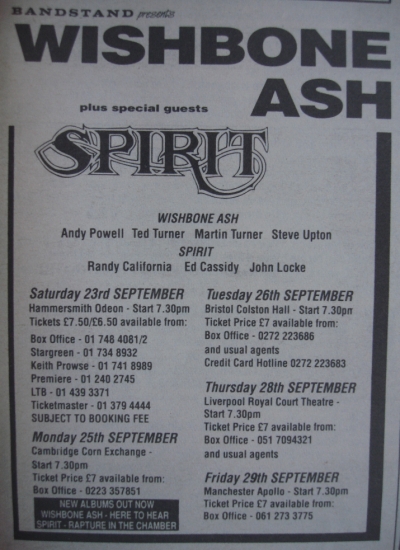 BANDSTAND presents
WISHBONE
ASH
plus special guests
SPIRIT
WISHBONE ASH
Andy Powell Ted Turner Martin Turner Steve Upton
SPIRIT
Randy California Ed Cassidy John Locke
Saturday 23rd SEPTEMBER
Hammersmith Odeon - Start 7.30pm
Tickets £7.50/£6.50 available from:
Box Office - 01 748 4081/2
Stargreen - 01 734 8932
Keith Prowse - 01 741 8989
Premiere - 01 240 2745
LTB - 01 439 3371
Ticketmaster - 01 379 4444
SUBJECT TO BOOKING FEE
Monday 25th SEPTEMBER
Cambridge Corn Exchange -
Start 7.30pm
Ticket Price £7 available from:
Box Office - 0223 357851
NEW ALBUMS OUT NOW
WISHBONE ASH - HERE TO HEAR
SPIRIT - RAPTURE IN THE CHAMBER
Tuesday 26th SEPTEMBER
Bristol Colston Hall - Start 7.30pm
Ticket Price £7 available from:
Box Office - 0272 223686
and usual agents
Credit Card Hotline 0272 223683
Thursday 28th SEPTEMBER
Liverpool Royal Court Theatre -
Start 7.30pm
Ticket Price £7 available from:
Box Office - 051 7094321
and usual agents
Friday 29th SEPTEMBER
Manchester Apollo - Start 7.30pm
Ticket Price £7 available from:
Box Office - 061 273 3775